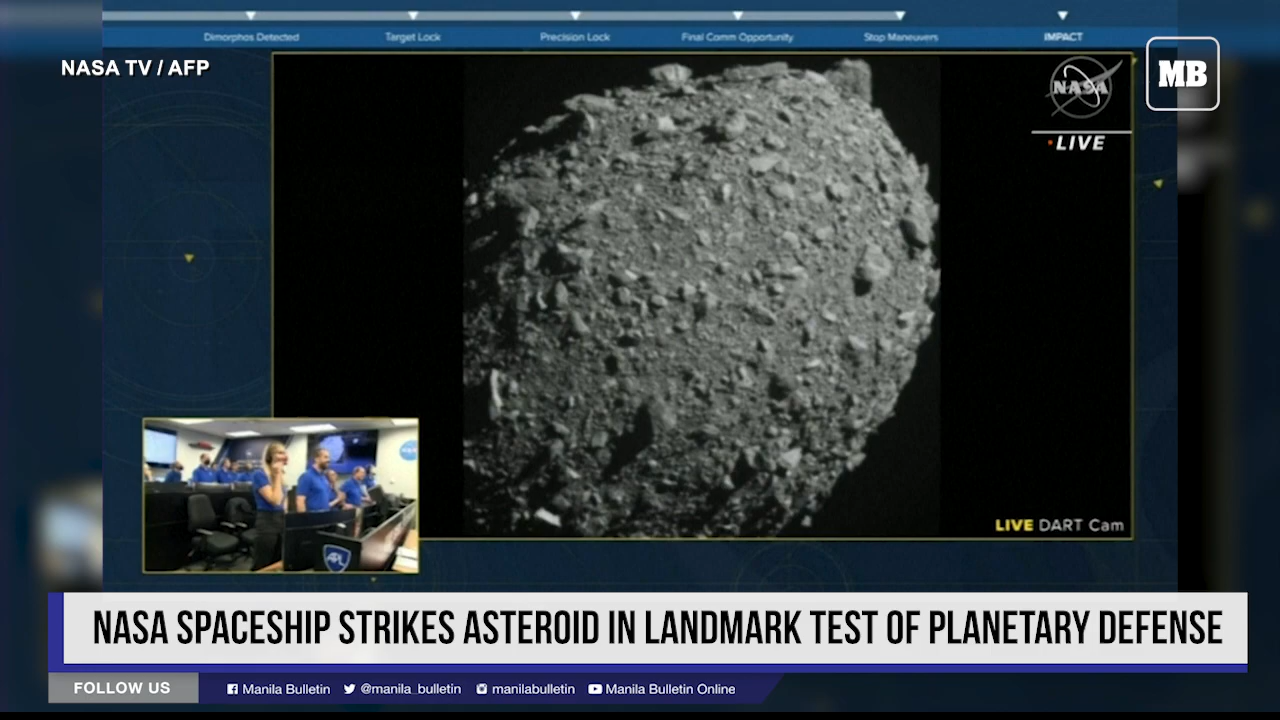 Dimorphos Detected
Target Lock
Precision Lock
Final Comm Opportunity
Stop Maneuvers
IMPACT
NASA TV / AFP
NASA
LIVE
MB
APL
LIVE DART Cam
NASA SPACESHIP STRIKES ASTEROID IN LANDMARK TEST OF PLANETARY DEFENSE
FOLLOW US
Manila Bulletin
@manila_bulletin
manilabulletin
Manila Bulletin Online